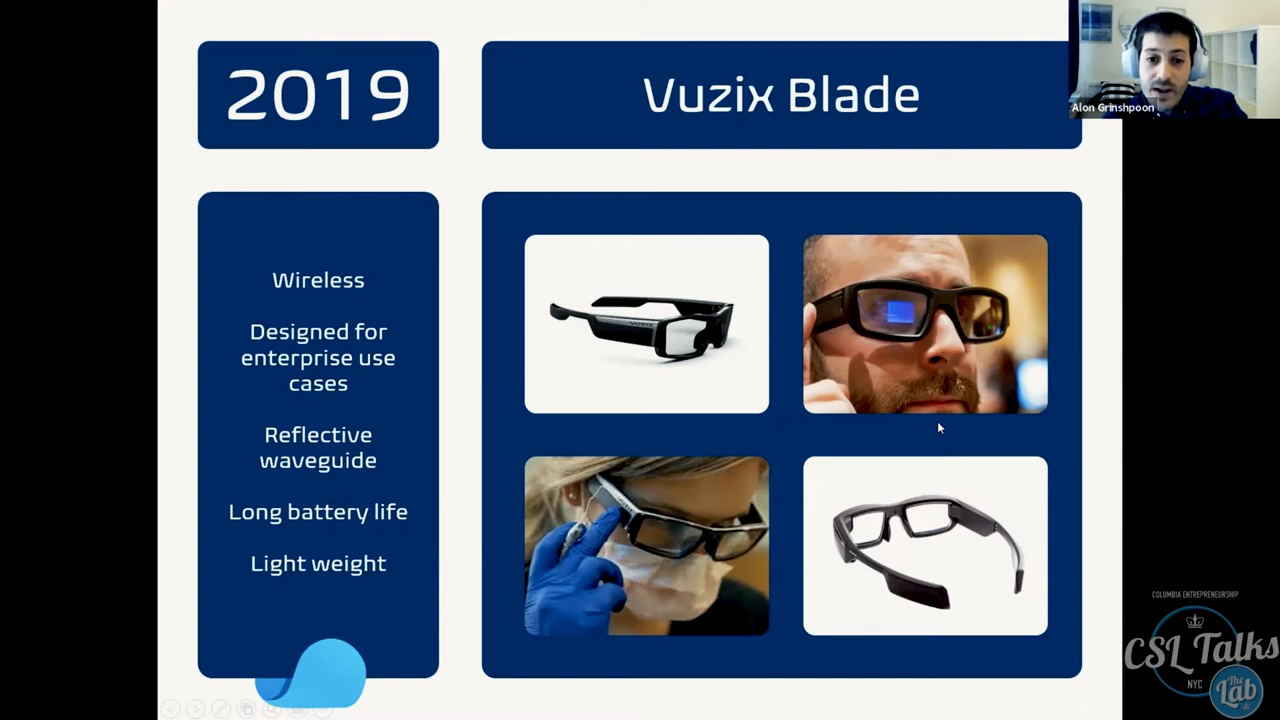 2019
Vuzix Blade
Alon Grinshpoon
Wireless
Designed for
enterprise use
cases
Reflective
waveguide
Long battery life
Light weight
COLUMBIA ENTREPRENEURSHIP
CSL Talks
NYC
The
Lab